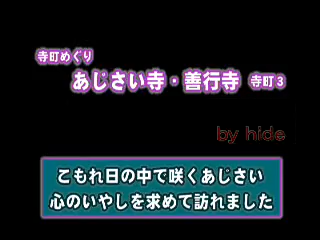 寺町めぐり
あじさい寺・善行寺 寺町3
by hide
こもれ日の中で咲くあじさい
心のいやしを求めて訪れました